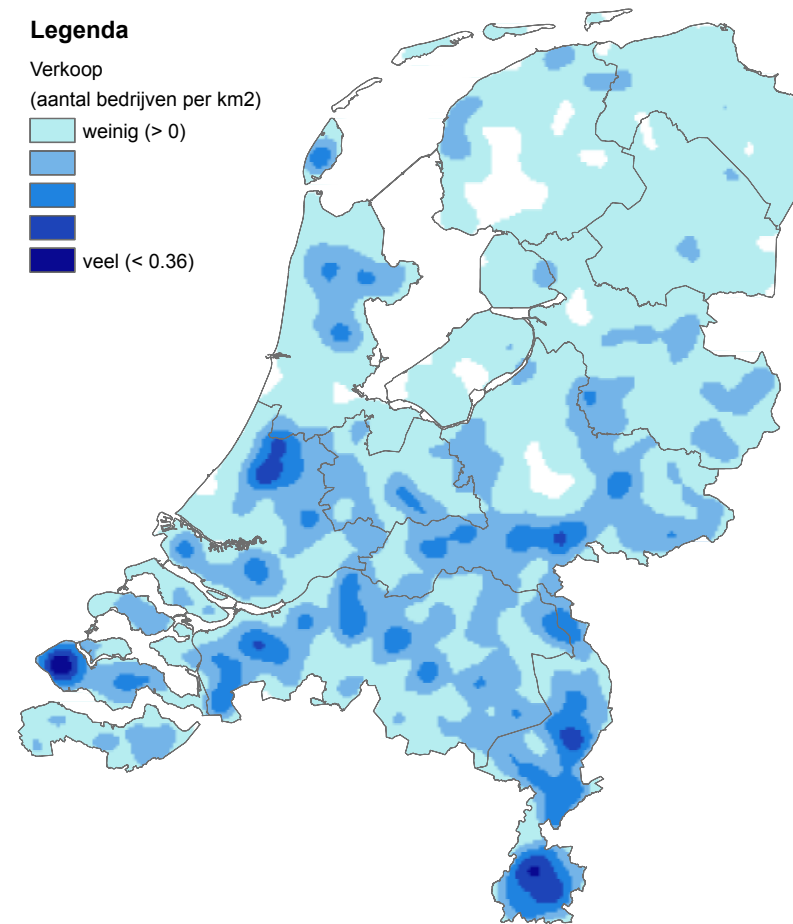 Legenda
Verkoop
(aantal bedrijven per km2)
weinig (> 0)
veel (< 0.36)